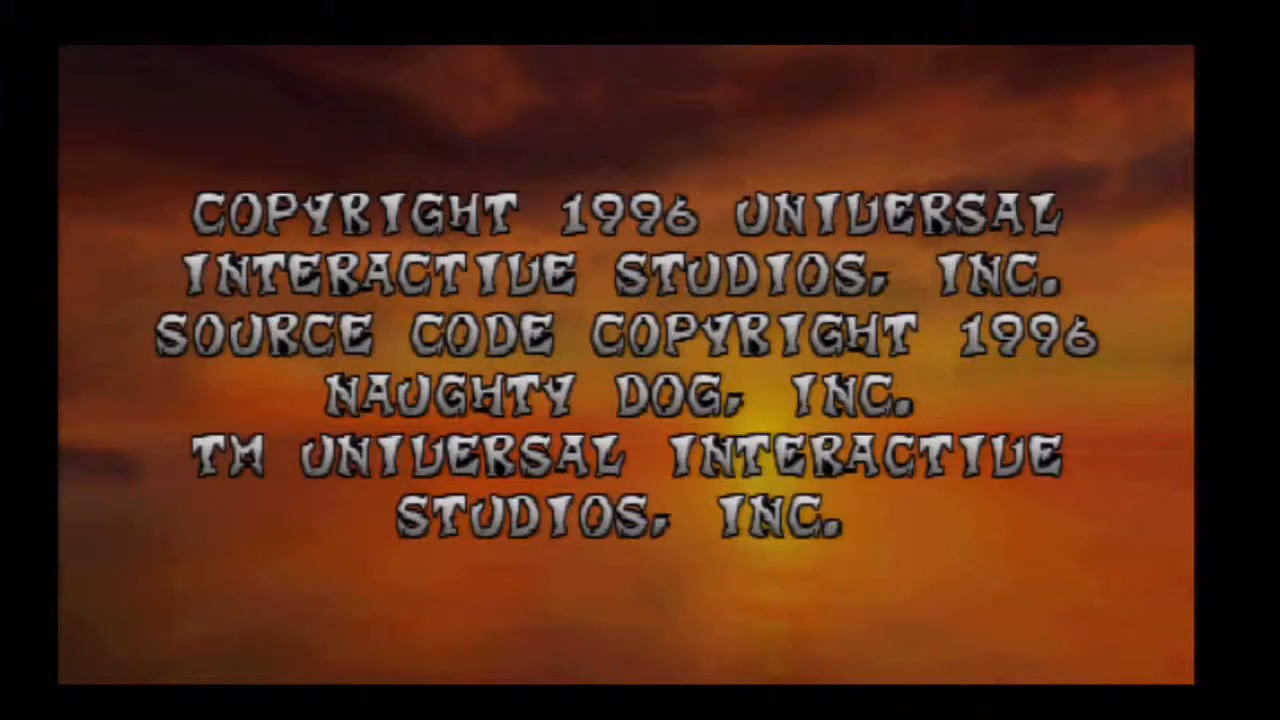 COPYRIGHT 1996 UNIVERSAL
INTERACTIVE STUDIOS, INC.
SOURCE CODE COPYRIGHT 1996
NAUGHTY DOG, INC.
TM UNIVERSAL INTERACTIVE
STUDIOS, INC.